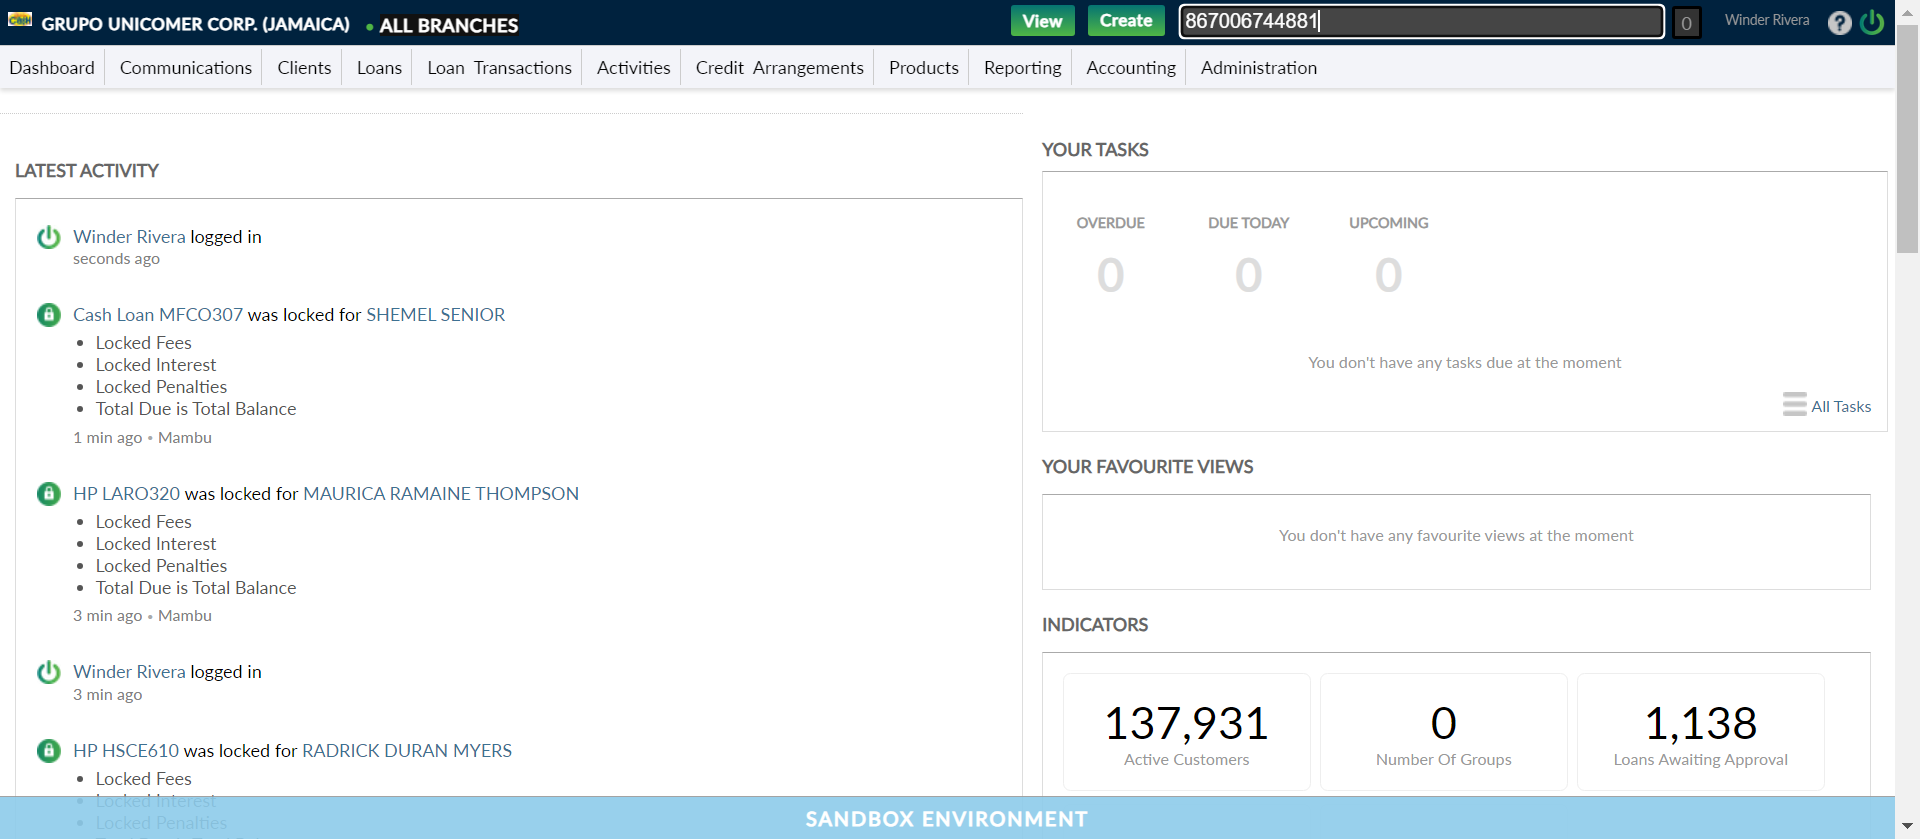 CASH
GRUPO UNICOMER CORP. (JAMAICA) • ALL BRANCHES
View Create 867006744881 0 Winder Rivera ?
Dashboard Communications Clients Loans Loan Transactions Activities Credit Arrangements Products Reporting Accounting Administration
LATEST ACTIVITY
Winder Rivera logged in
seconds ago
Cash Loan MFCO307 was locked for SHEMEL SENIOR
• Locked Fees
• Locked Interest
• Locked Penalties
• Total Due is Total Balance
1 min ago • Mambu
HP LARO320 was locked for MAURICA RAMAINE THOMPSON
• Locked Fees
• Locked Interest
• Locked Penalties
• Total Due is Total Balance
3 min ago • Mambu
Winder Rivera logged in
3 min ago
HP HSCE610 was locked for RADRICK DURAN MYERS
• Locked Fees
• Locked Interest
• Locked Penalties
YOUR TASKS
OVERDUE DUE TODAY UPCOMING
0 0 0
You don't have any tasks due at the moment
All Tasks
YOUR FAVOURITE VIEWS
You don't have any favourite views at the moment
INDICATORS
137,931 0 1,138
Active Customers Number Of Groups Loans Awaiting Approval
SANDBOX ENVIRONMENT